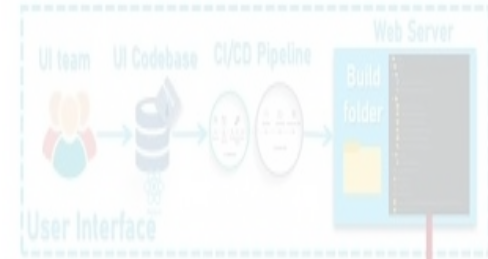 Web Server
UI team UI Codebase CI/CD Pipeline
Build
folder
User Interface